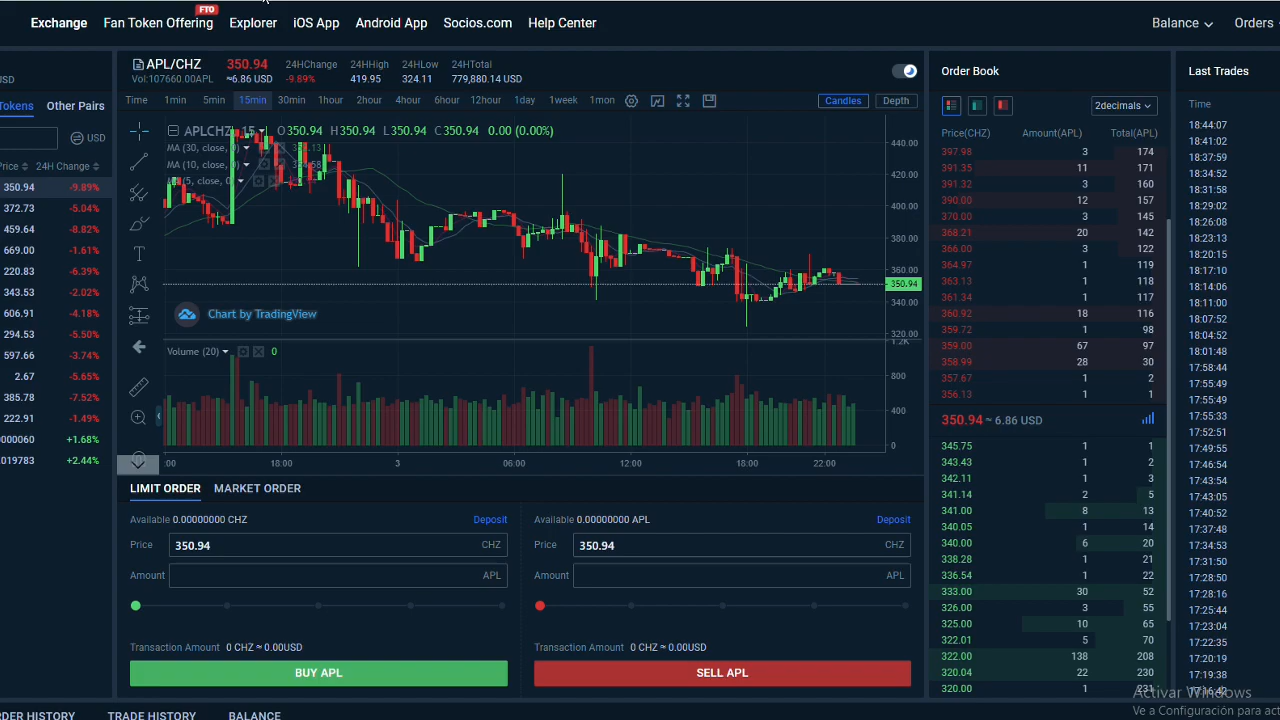 Exchange
Fan Token Offering
FTO
Explorer
iOS App
Android App
Socios.com
Help Center
Balance
Orders
USD
Tokens
Other Pairs
USD
Price
24H Change
350.94 -9.89%
372.73 -5.04%
459.64 -8.82%
669.00 -1.61%
220.83 -6.39%
343.53 -2.02%
606.91 -4.18%
294.53 -5.50%
597.66 -3.74%
2.67 -5.65%
385.78 -7.52%
222.91 -1.49%
0000060 +1.68%
019783 +2.44%
APL/CHZ
Vol:107660.00APL
350.94
≈6.86 USD
24HChange
-9.89%
24HHigh
419.95
24HLow
324.11
24HTotal
779,880.14 USD
Time 1min 5min 15min 30min 1hour 2hour 4hour 6hour 12hour 1day 1week 1mon
Candles
Depth
APLCHZ, 15
O 350.94 H 350.94 L 350.94 C 350.94 0.00 (0.00%)
MA (30, close, 0)
MA (10, close, 0)
MA (5, close, 0)
440.00
420.00
400.00
380.00
360.00
350.94
340.00
320.00
Chart by TradingView
Volume (20) 0
1.2K
800
400
0
:00 18:00 3 06:00 12:00 18:00 22:00
LIMIT ORDER
MARKET ORDER
Available 0.00000000 CHZ
Deposit
Price 350.94 CHZ
Amount APL
Transaction Amount 0 CHZ ≈ 0.00USD
BUY APL
Available 0.00000000 APL
Deposit
Price 350.94 CHZ
Amount APL
Transaction Amount 0 CHZ ≈ 0.00USD
SELL APL
Order Book
2decimals
Price(CHZ) Amount(APL) Total(APL)
397.98 3 174
391.35 11 171
391.32 3 160
390.00 12 157
370.00 3 145
368.21 20 142
366.00 3 122
364.97 1 119
363.13 1 118
361.34 1 117
360.92 18 116
359.72 1 98
359.00 67 97
358.99 28 30
357.67 1 2
356.13 1 1
350.94 ≈ 6.86 USD
345.75 1 1
343.43 1 2
342.11 1 3
341.14 2 5
341.00 8 13
340.05 1 14
340.00 6 20
338.28 1 21
336.54 1 22
333.00 30 52
326.00 3 55
325.00 10 65
322.01 5 70
322.00 138 208
320.04 22 230
320.00 1 231
Last Trades
Time
18:44:07
18:41:02
18:37:59
18:34:52
18:31:58
18:29:02
18:26:08
18:23:13
18:20:15
18:17:10
18:14:06
18:11:00
18:07:52
18:04:52
18:01:48
17:58:44
17:55:49
17:55:49
17:55:33
17:52:51
17:49:55
17:46:54
17:43:54
17:43:05
17:40:52
17:37:48
17:34:53
17:31:50
17:28:50
17:28:16
17:25:44
17:23:04
17:22:35
17:20:19
17:19:38
17:16:42
Activar Windows
Ve a Configuración para act
DER HISTORY
TRADE HISTORY
BALANCE